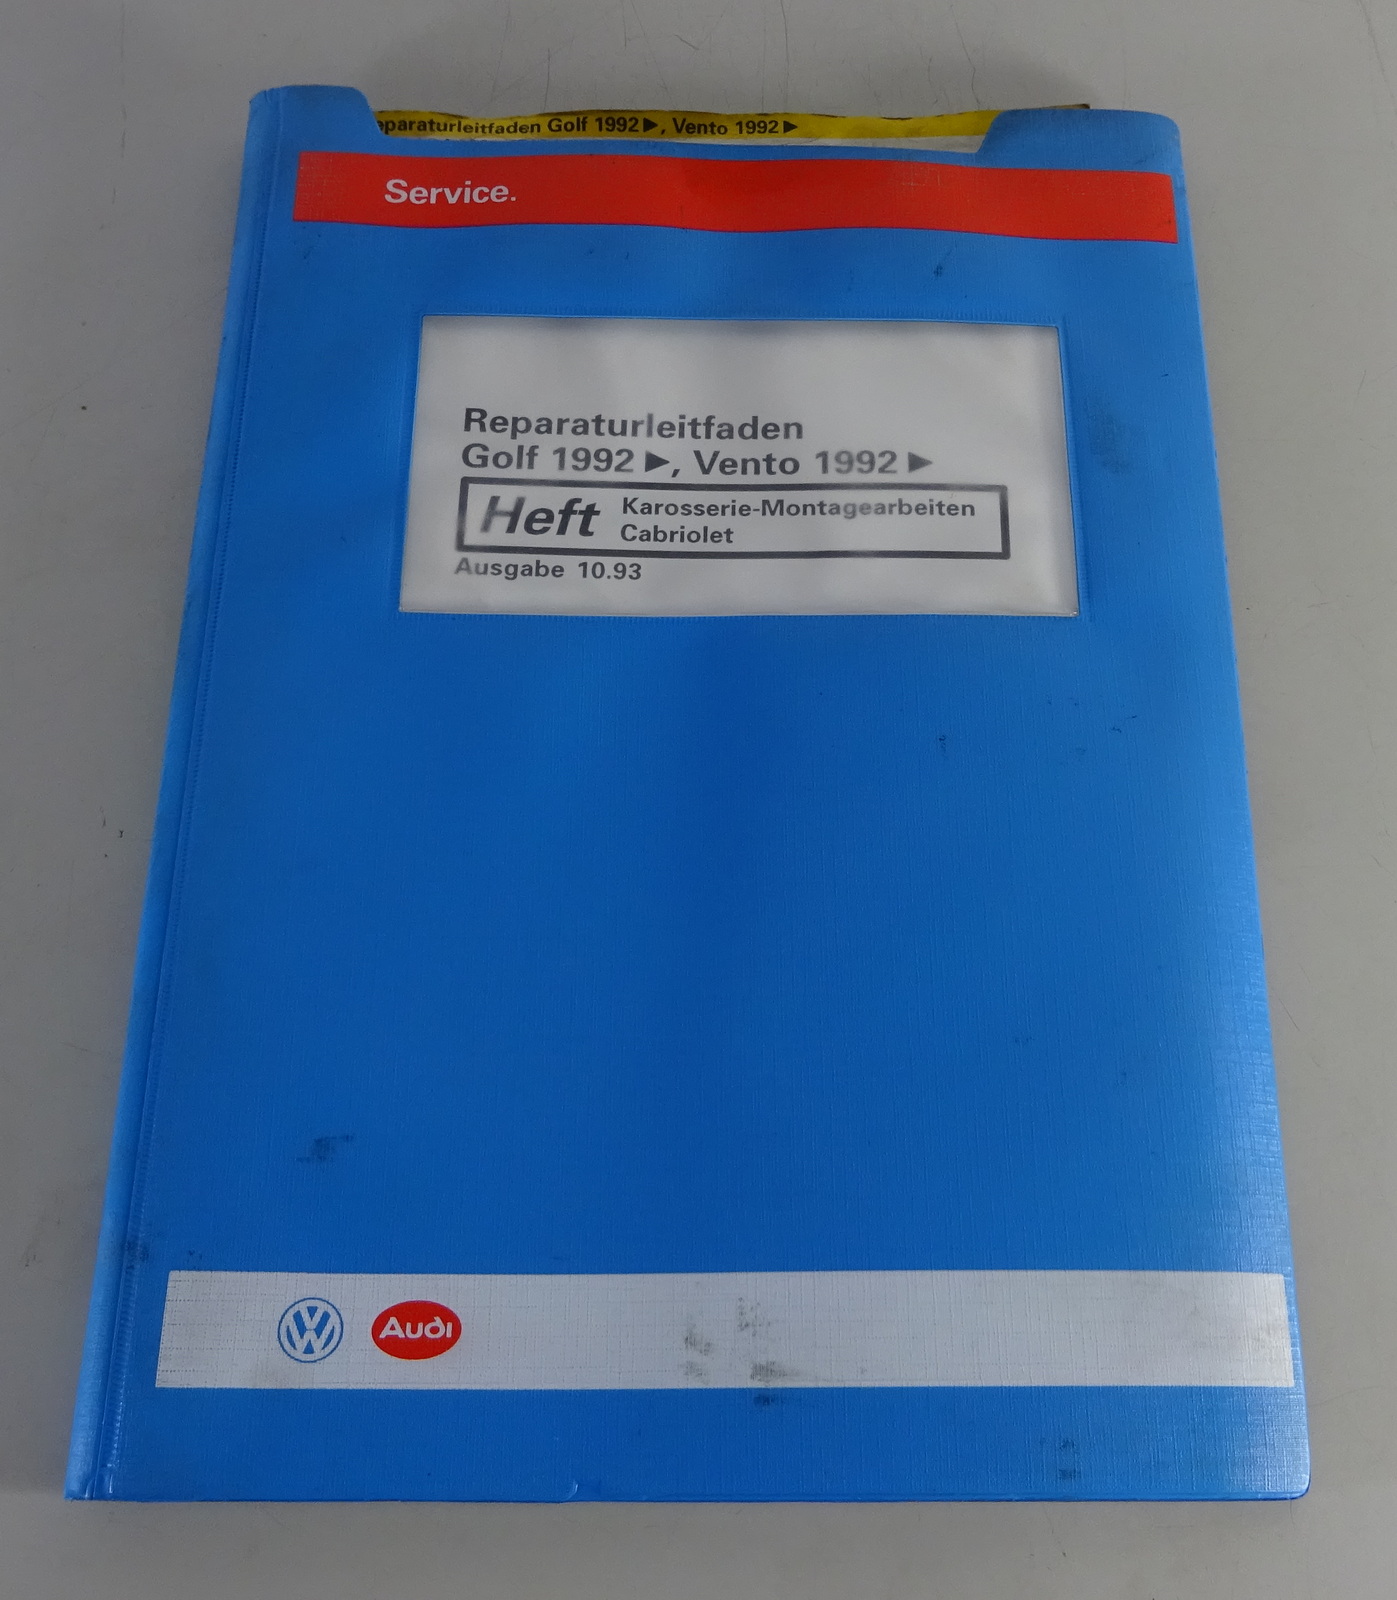 eparaturleitfaden Golf 1992 ►, Vento 1992 ►
Service.
Reparaturleitfaden
Golf 1992 ►, Vento 1992 ►
Heft Karosserie-Montagearbeiten
Cabriolet
Ausgabe 10.93
VW Audi